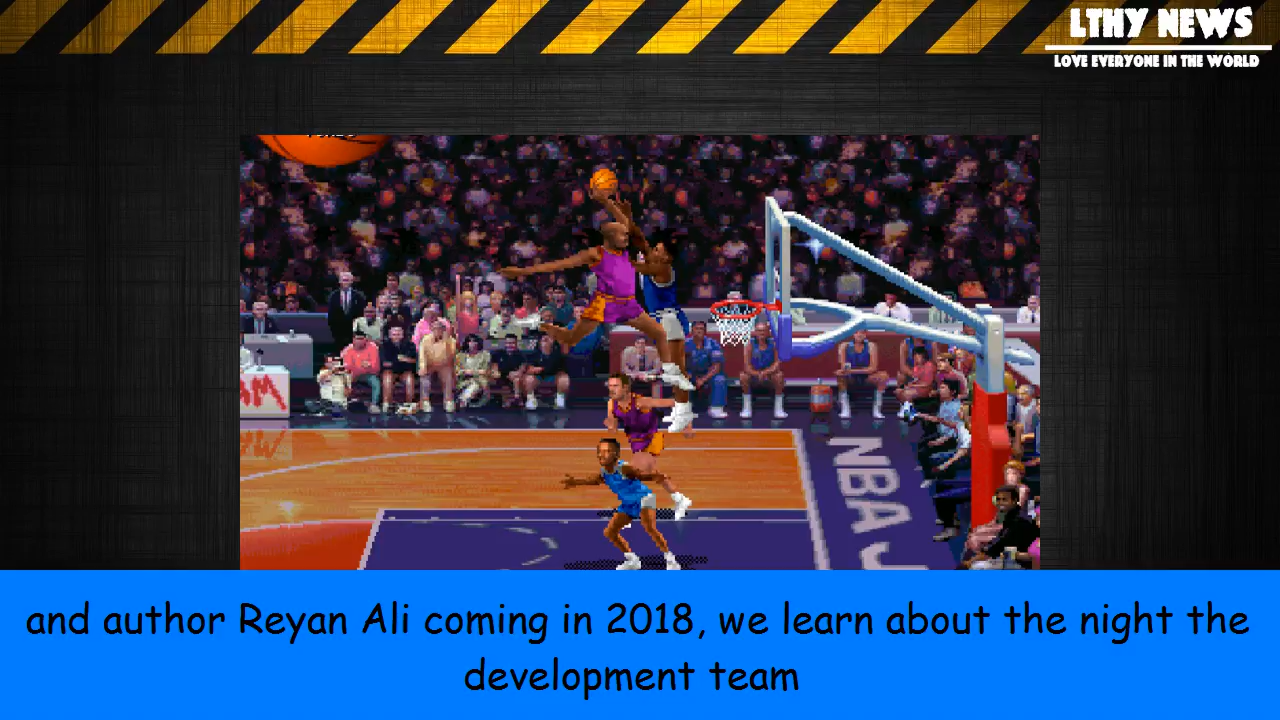 LTHY NEWS
LOVE EVERYONE IN THE WORLD
AM
NBA J
and author Reyan Ali coming in 2018, we learn about the night the
development team